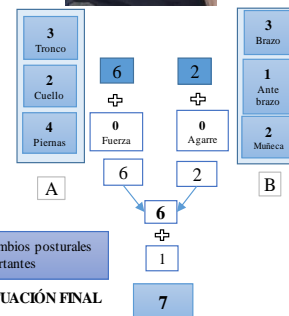 3
Tronco
2
Cuello
4
Piernas
A
6
0
Fuerza
6
2
0
Agarre
2
3
Brazo
1
Ante
brazo
2
Muñeca
B
6
1
mbios posturales
rtantes
UACIÓN FINAL
7